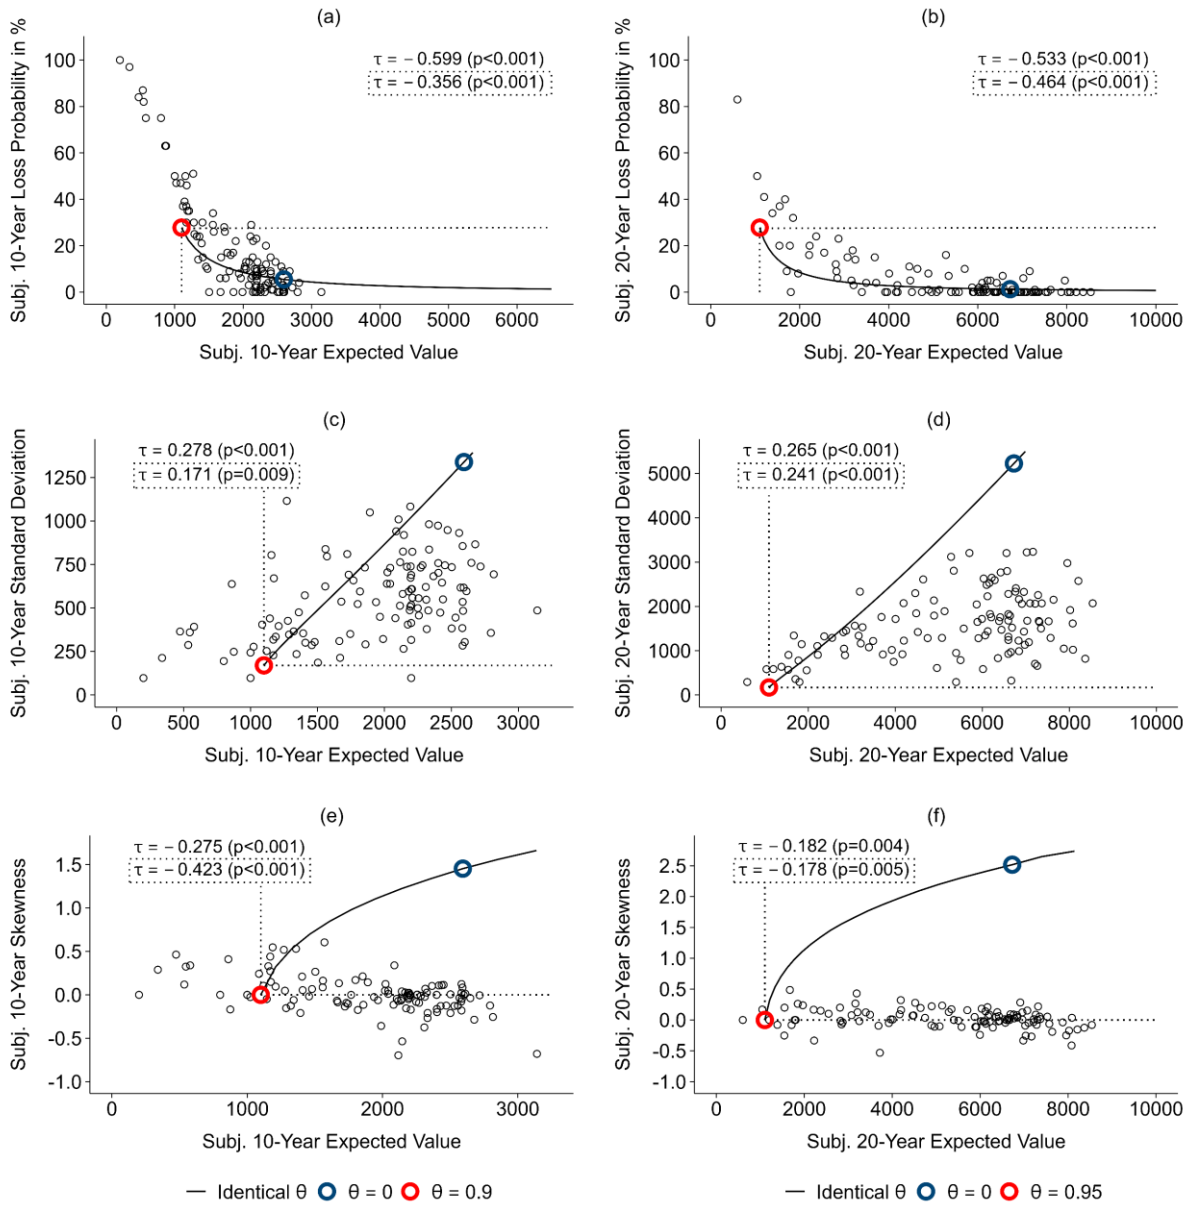 (a)
Subj. 10-Year Loss Probability in %
100
80
60
40
20
0
τ = − 0.599 (p<0.001)
τ = − 0.356 (p<0.001)
0 1000 2000 3000 4000 5000 6000
Subj. 10-Year Expected Value
(b)
Subj. 20-Year Loss Probability in %
100
80
60
40
20
0
τ = − 0.533 (p<0.001)
τ = − 0.464 (p<0.001)
0 2000 4000 6000 8000 10000
Subj. 20-Year Expected Value
(c)
Subj. 10-Year Standard Deviation
1250
1000
750
500
250
0
τ = 0.278 (p<0.001)
τ = 0.171 (p=0.009)
0 500 1000 1500 2000 2500 3000
Subj. 10-Year Expected Value
(d)
Subj. 20-Year Standard Deviation
5000
4000
3000
2000
1000
0
τ = 0.265 (p<0.001)
τ = 0.241 (p<0.001)
0 2000 4000 6000 8000 10000
Subj. 20-Year Expected Value
(e)
Subj. 10-Year Skewness
1.5
1.0
0.5
0.0
-0.5
-1.0
τ = − 0.275 (p<0.001)
τ = − 0.423 (p<0.001)
0 1000 2000 3000
Subj. 10-Year Expected Value
(f)
Subj. 20-Year Skewness
2.5
2.0
1.5
1.0
0.5
0.0
-0.5
-1.0
τ = − 0.182 (p=0.004)
τ = − 0.178 (p=0.005)
0 2000 4000 6000 8000 10000
Subj. 20-Year Expected Value
Identical θ θ = 0 θ = 0.9
Identical θ θ = 0 θ = 0.95